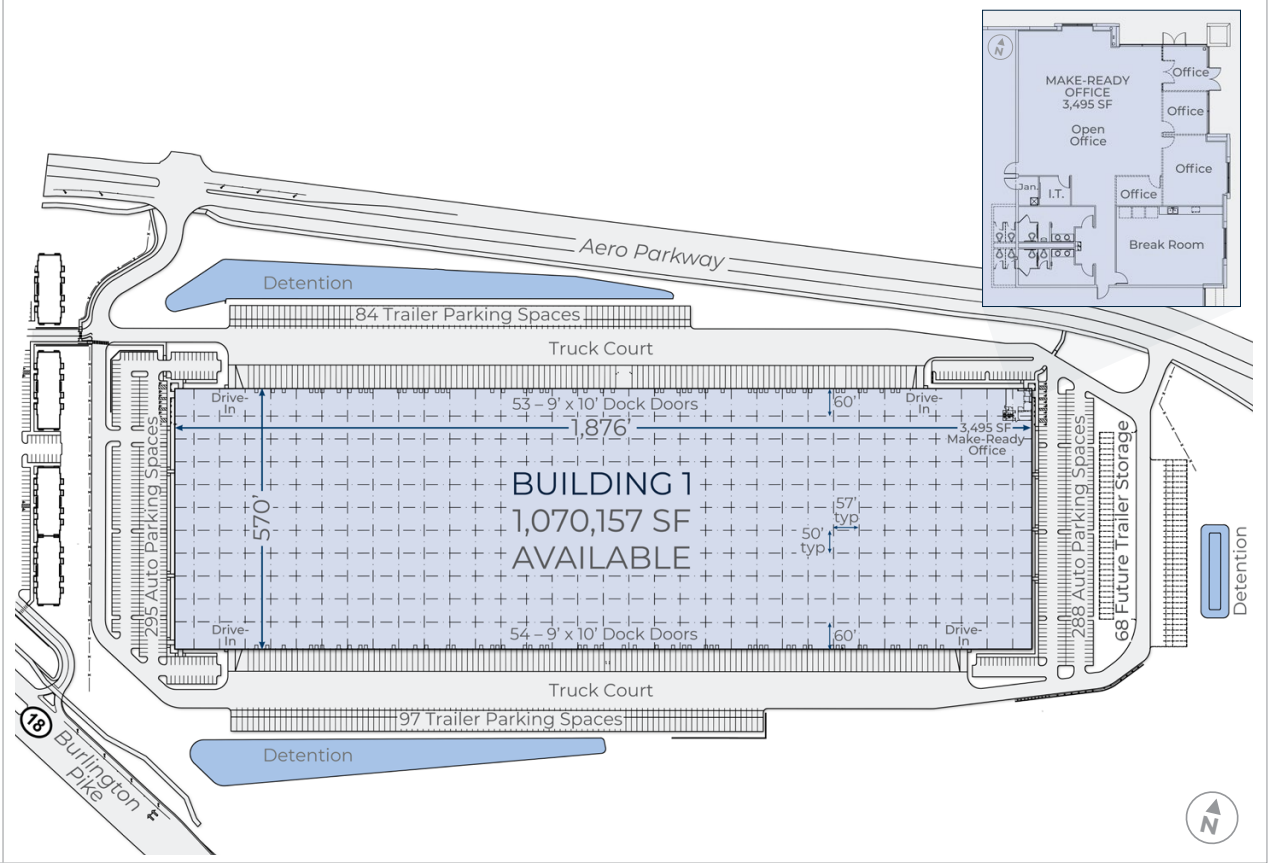 N
MAKE-READY
OFFICE
3,495 SF
Open
Office
Office
Office
Office
Office
Jan.
I.T.
Break Room
Aero Parkway
Detention
84 Trailer Parking Spaces
Truck Court
Drive-
In
53 – 9' x 10' Dock Doors
60'
Drive-
In
1,876'
3,495 SF
Make-Ready
Office
295 Auto Parking Spaces
570'
BUILDING 1
1,070,157 SF
AVAILABLE
57'
typ
50'
typ
288 Auto Parking Spaces
68 Future Trailer Storage
Detention
Drive-
In
54 – 9' x 10' Dock Doors
60'
Drive-
In
Truck Court
97 Trailer Parking Spaces
Detention
18
Burlington
Pike
N